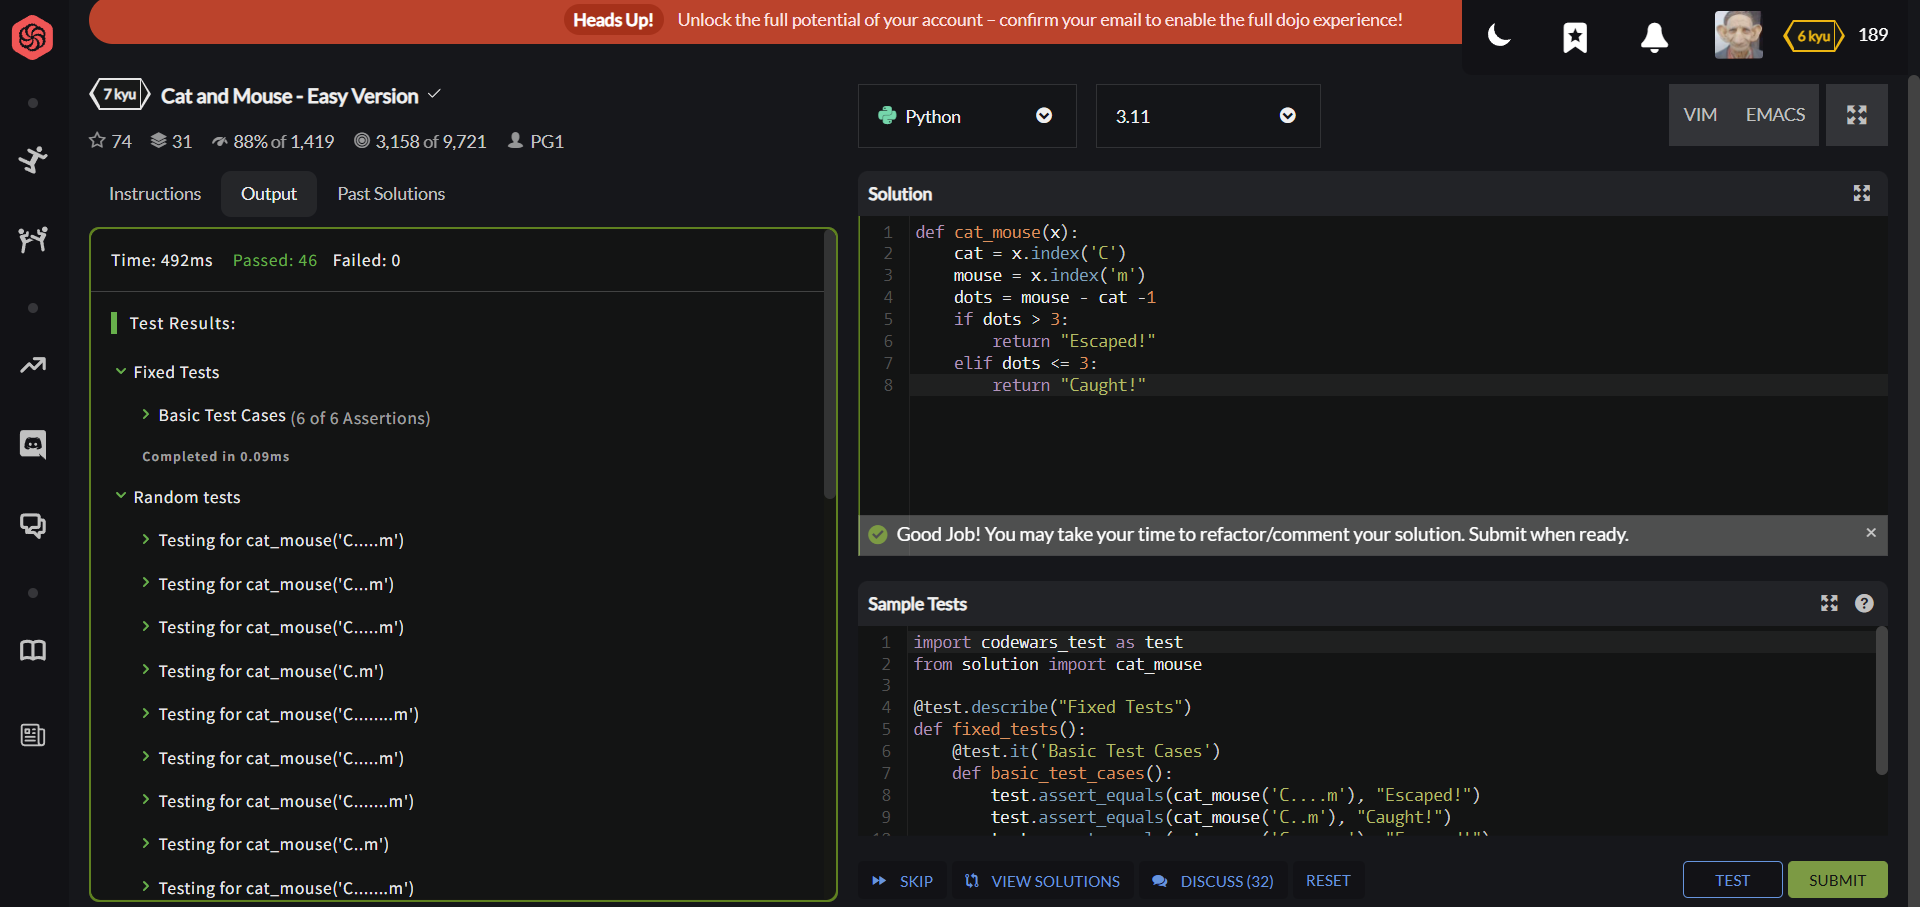 Heads Up! Unlock the full potential of your account – confirm your email to enable the full dojo experience!
6 kyu 189
7 kyu Cat and Mouse - Easy Version
74 31 88% of 1,419 3,158 of 9,721 PG1
Instructions Output Past Solutions
Time: 492ms Passed: 46 Failed: 0
Test Results:
Fixed Tests
Basic Test Cases (6 of 6 Assertions)
Completed in 0.09ms
Random tests
Testing for cat_mouse('C.....m')
Testing for cat_mouse('C...m')
Testing for cat_mouse('C.....m')
Testing for cat_mouse('C.m')
Testing for cat_mouse('C........m')
Testing for cat_mouse('C.....m')
Testing for cat_mouse('C.......m')
Testing for cat_mouse('C..m')
Testing for cat_mouse('C.......m')
Python 3.11 VIM EMACS
Solution
1 def cat_mouse(x):
2 cat = x.index('C')
3 mouse = x.index('m')
4 dots = mouse - cat -1
5 if dots > 3:
6 return "Escaped!"
7 elif dots <= 3:
8 return "Caught!"
Good Job! You may take your time to refactor/comment your solution. Submit when ready.
Sample Tests
1 import codewars_test as test
2 from solution import cat_mouse
3
4 @test.describe("Fixed Tests")
5 def fixed_tests():
6 @test.it('Basic Test Cases')
7 def basic_test_cases():
8 test.assert_equals(cat_mouse('C....m'), "Escaped!")
9 test.assert_equals(cat_mouse('C..m'), "Caught!")
SKIP VIEW SOLUTIONS DISCUSS (32) RESET TEST SUBMIT